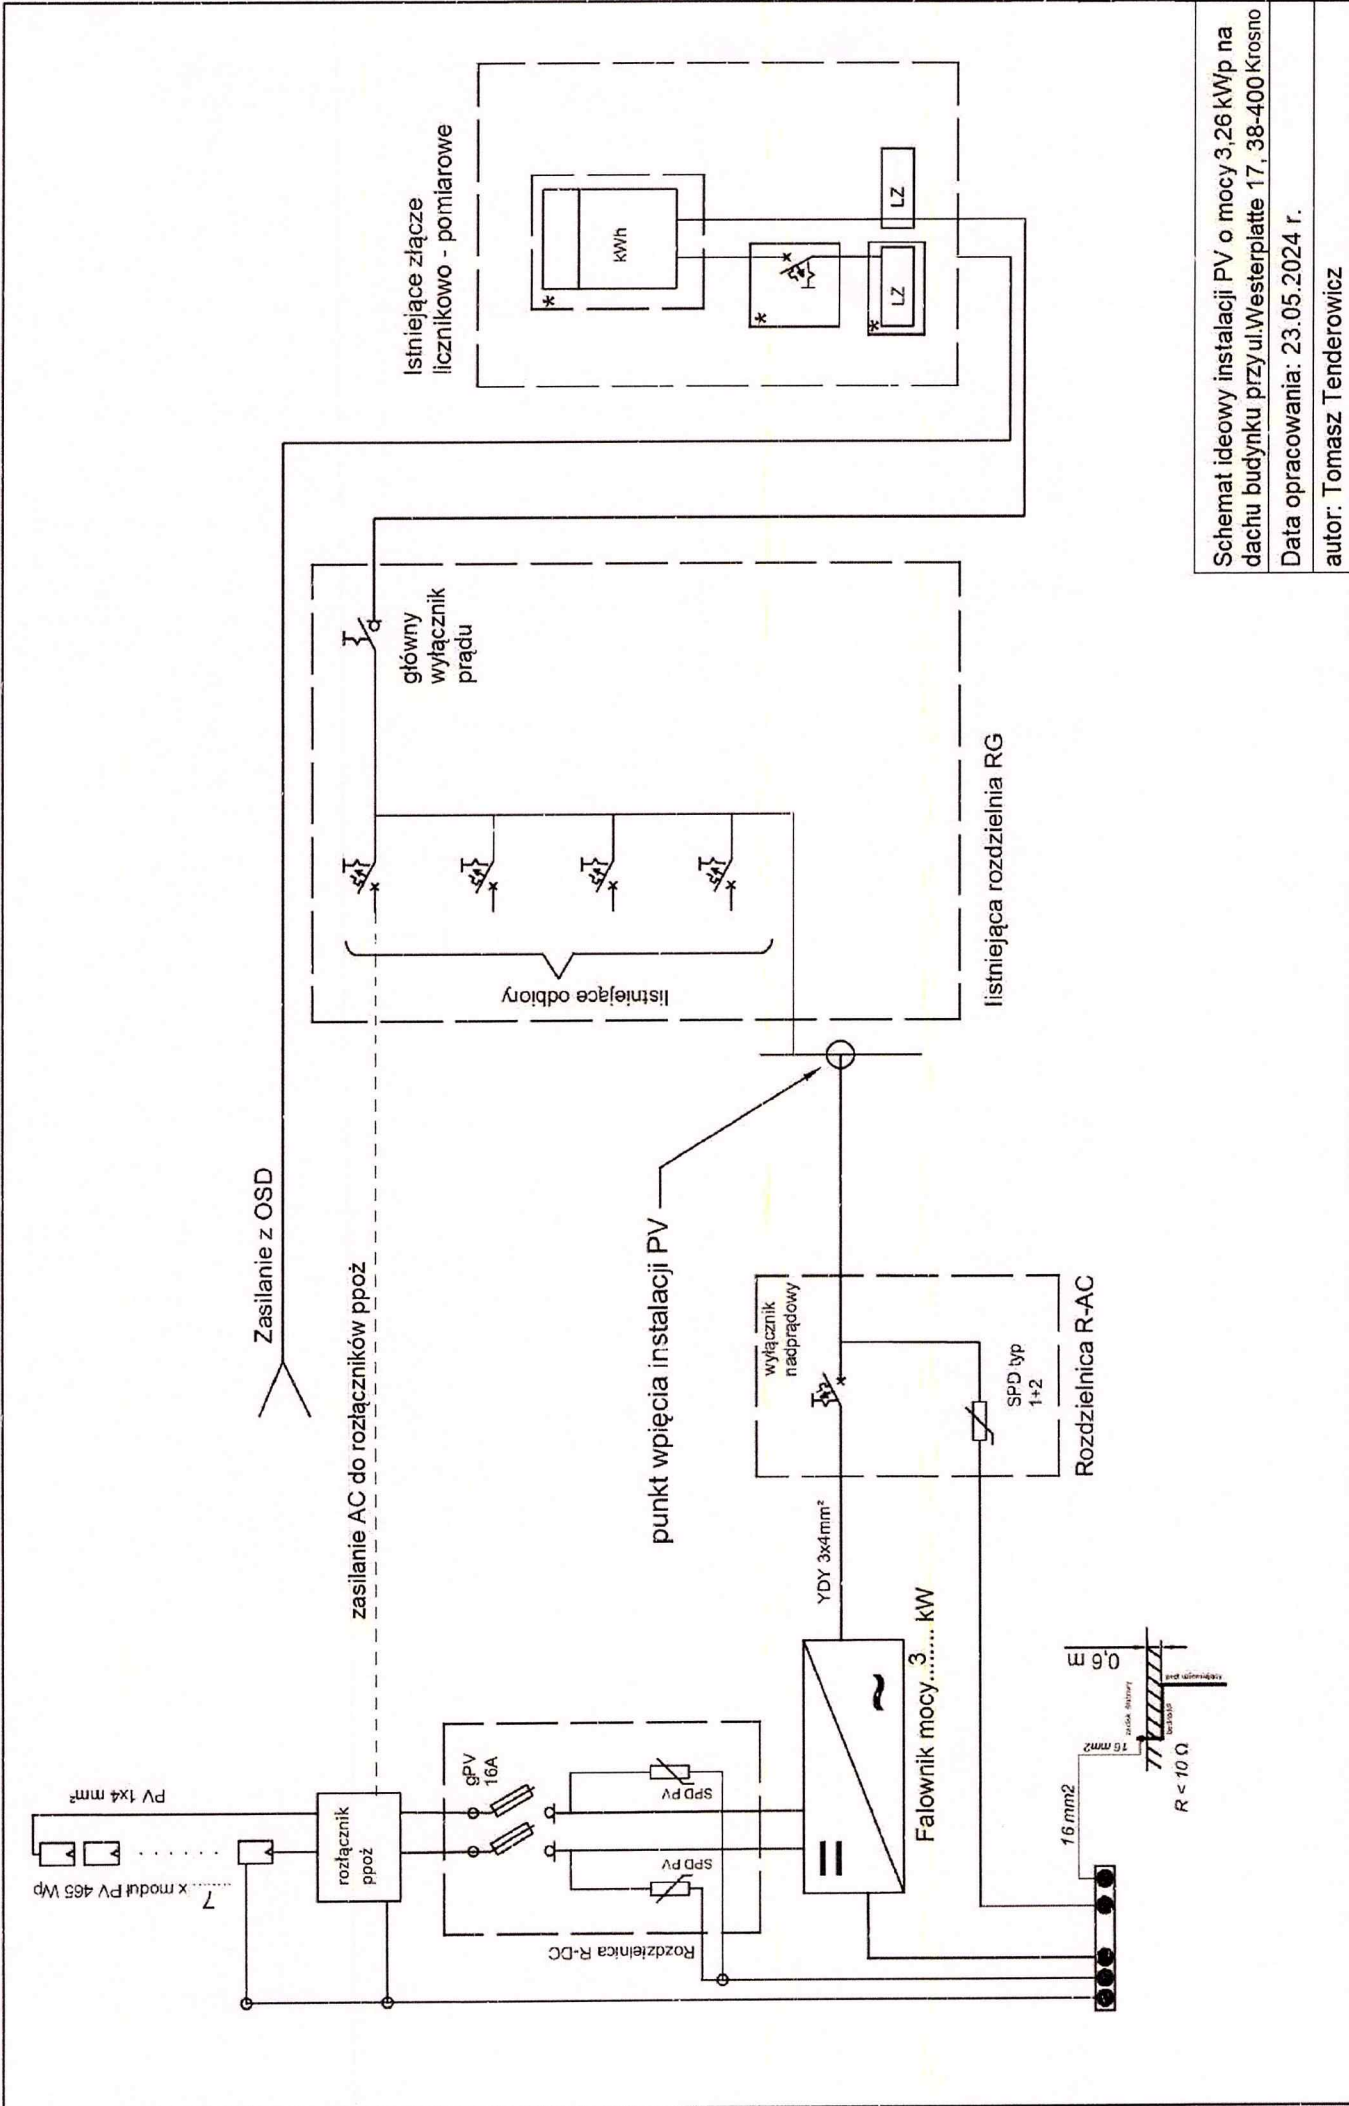 7 x moduł PV 465 Wp
PV 1x4 mm²
rozłącznik
ppoż
zasilanie AC do rozłączników ppoż
Zasilanie z OSD
gPV
16A
SPD PV
SPD PV
Rozdzielnica R-DC
Falownik mocy...3..... kW
YDY 3x4mm²
wyłącznik
nadprądowy
SPD typ
1+2
Rozdzielnica R-AC
punkt wpięcia instalacji PV
Iistniejące odbiory
główny
wyłącznik
prądu
Iistniejąca rozdzielnia RG
Istniejące złącze
licznikowo - pomiarowe
kWh
*
*
*
LZ
LZ
16 mm2
16 mm2
0,6 m
R < 10 Ω
Schemat ideowy instalacji PV o mocy 3,26 kWp na
dachu budynku przy ul.Westerplatte 17, 38-400 Krosno
Data opracowania: 23.05.2024 r.
autor: Tomasz Tenderowicz